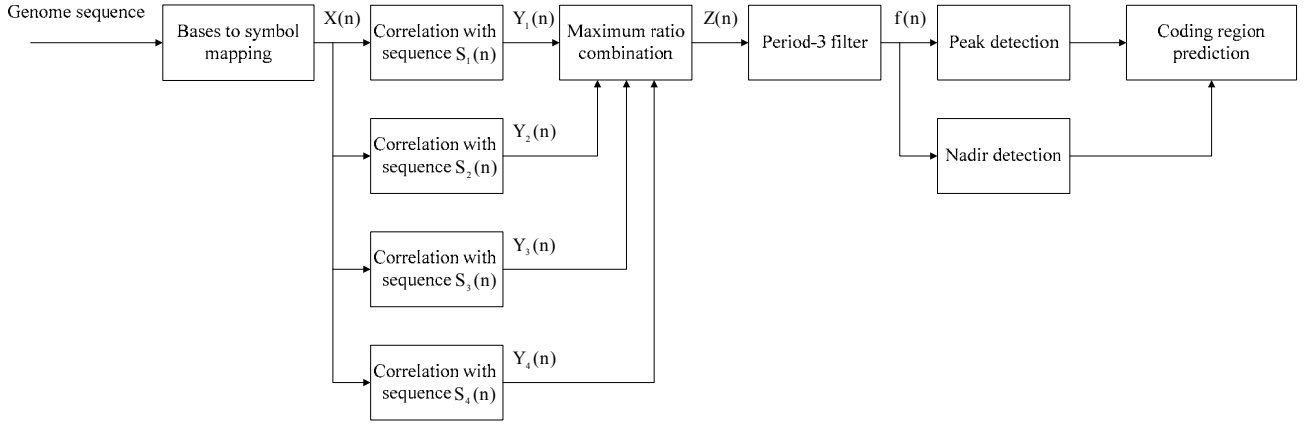 Genome sequence
Bases to symbol
mapping
X(n)
Correlation with
sequence S₁(n)
Y₁(n)
Maximum ratio
combination
Z(n)
Period-3 filter
f(n)
Peak detection
Coding region
prediction
Correlation with
sequence S₂(n)
Y₂(n)
Nadir detection
Correlation with
sequence S₃(n)
Y₃(n)
Correlation with
sequence S₄(n)
Y₄(n)